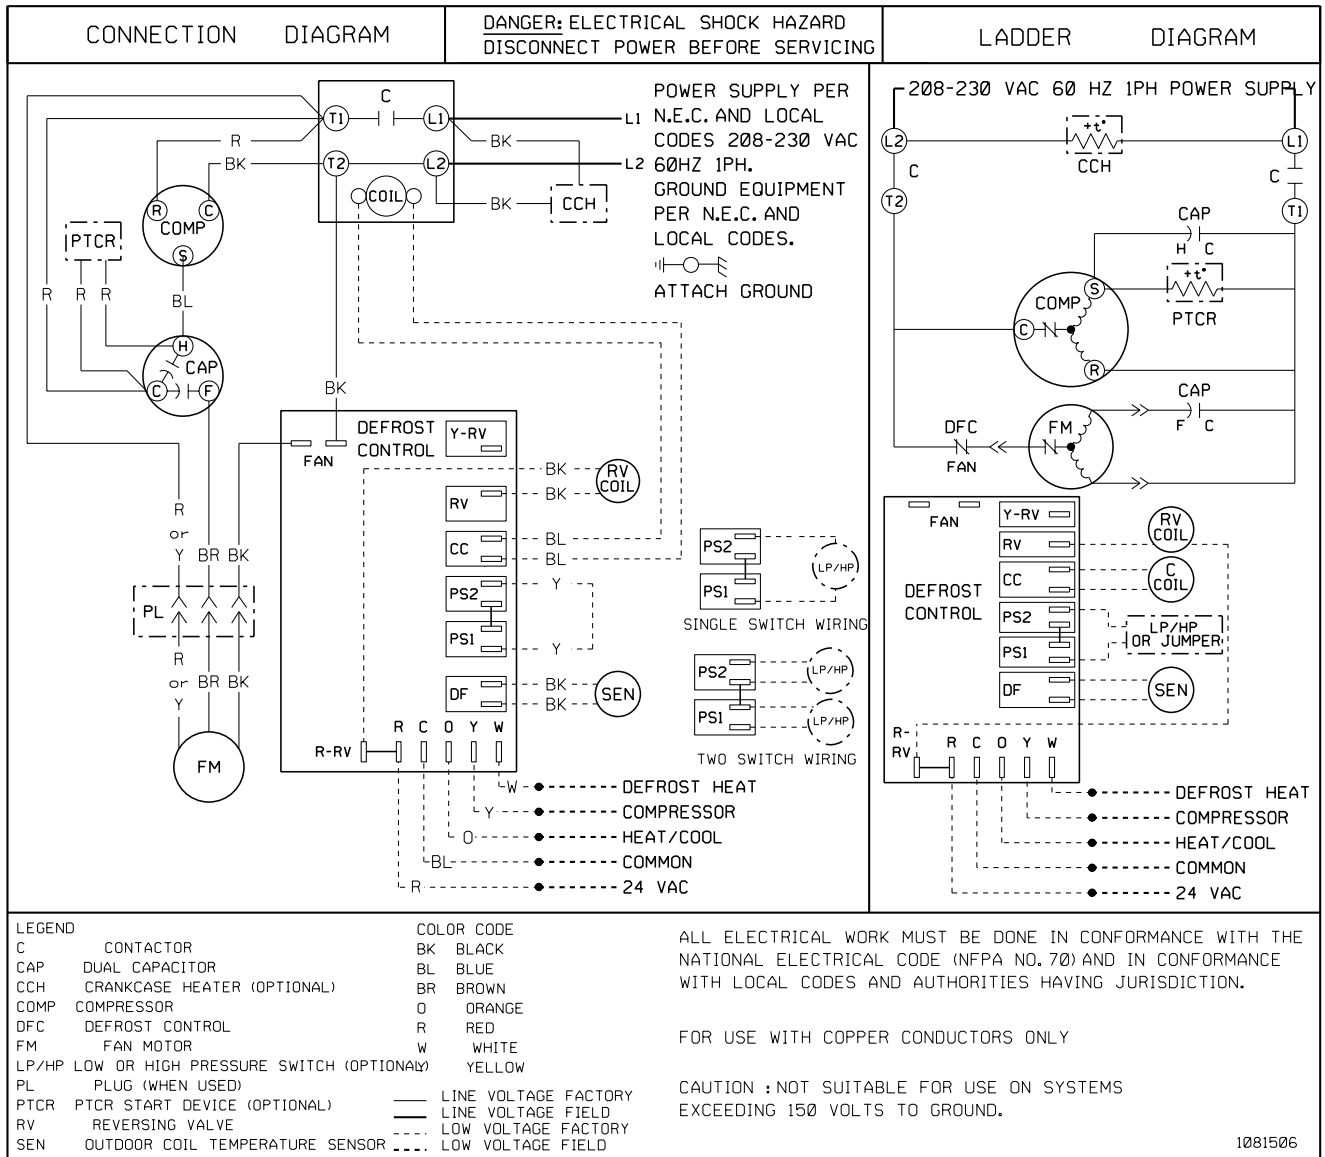 CONNECTION DIAGRAM
DANGER: ELECTRICAL SHOCK HAZARD
DISCONNECT POWER BEFORE SERVICING
LADDER DIAGRAM
C
T1
L1
T2
L2
COIL
R
BK
BK
BK
CCH
L1
L2
POWER SUPPLY PER
N.E.C. AND LOCAL
CODES 208-230 VAC
60HZ 1PH.
GROUND EQUIPMENT
PER N.E.C. AND
LOCAL CODES.
ATTACH GROUND
R
C
COMP
S
PTCR
R
R
R
BL
H
CAP
C
F
BK
DEFROST
CONTROL
FAN
Y-RV
RV
CC
PS2
PS1
DF
BK
BK
RV
COIL
BL
BL
Y
Y
BK
BK
SEN
R
or
Y
BR
BK
PL
R
or
Y
BR
BK
FM
R-RV
R
C
O
Y
W
W
DEFROST HEAT
Y
COMPRESSOR
O
HEAT/COOL
BL
COMMON
R
24 VAC
PS2
PS1
LP/HP
SINGLE SWITCH WIRING
PS2
LP/HP
PS1
LP/HP
TWO SWITCH WIRING
208-230 VAC 60 HZ 1PH POWER SUPPLY
L2
+t°
CCH
L1
C
T2
C
T1
CAP
H C
+t°
PTCR
S
COMP
C
R
CAP
F C
DFC
FAN
FM
FAN
Y-RV
RV
CC
PS2
PS1
DF
DEFROST
CONTROL
RV
COIL
C
COIL
LP/HP
OR JUMPER
SEN
R-
RV
R
C
O
Y
W
DEFROST HEAT
COMPRESSOR
HEAT/COOL
COMMON
24 VAC
LEGEND
C CONTACTOR
CAP DUAL CAPACITOR
CCH CRANKCASE HEATER (OPTIONAL)
COMP COMPRESSOR
DFC DEFROST CONTROL
FM FAN MOTOR
LP/HP LOW OR HIGH PRESSURE SWITCH (OPTIONAL)
PL PLUG (WHEN USED)
PTCR PTCR START DEVICE (OPTIONAL)
RV REVERSING VALVE
SEN OUTDOOR COIL TEMPERATURE SENSOR
COLOR CODE
BK BLACK
BL BLUE
BR BROWN
O ORANGE
R RED
W WHITE
Y YELLOW
LINE VOLTAGE FACTORY
LINE VOLTAGE FIELD
LOW VOLTAGE FACTORY
LOW VOLTAGE FIELD
ALL ELECTRICAL WORK MUST BE DONE IN CONFORMANCE WITH THE
NATIONAL ELECTRICAL CODE (NFPA NO. 70) AND IN CONFORMANCE
WITH LOCAL CODES AND AUTHORITIES HAVING JURISDICTION.
FOR USE WITH COPPER CONDUCTORS ONLY
CAUTION : NOT SUITABLE FOR USE ON SYSTEMS
EXCEEDING 150 VOLTS TO GROUND.
1081506